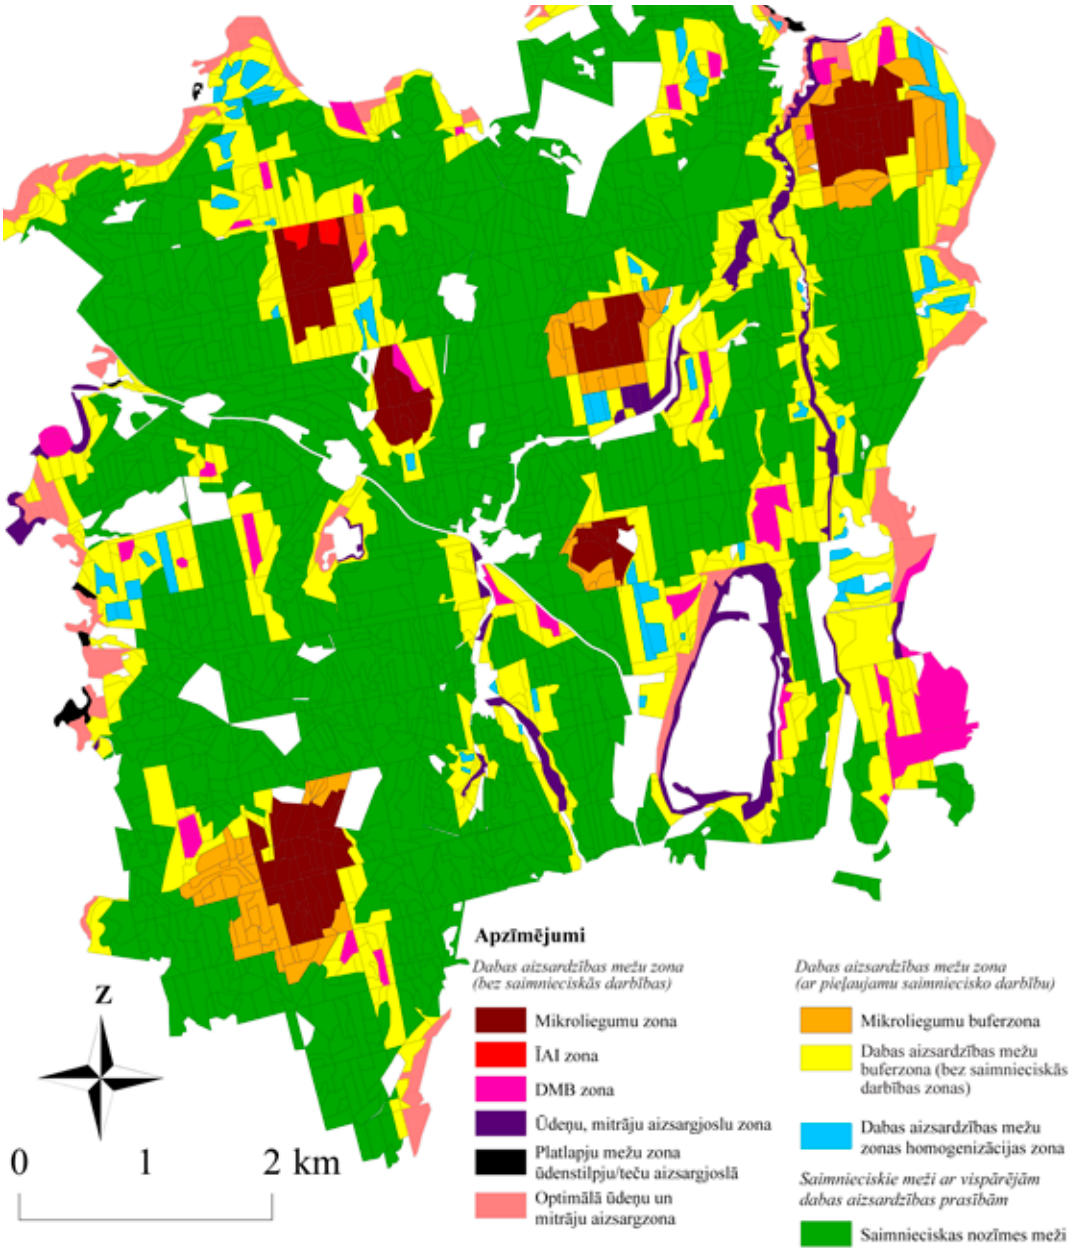 Apzīmējumi
Dabas aizsardzības mežu zona
(bez saimnieciskās darbības)
Mikroliegumu zona
ĪAI zona
DMB zona
Ūdeņu, mitrāju aizsargjoslu zona
Platlapju mežu zona
ūdenstilpju/teču aizsargjoslā
Optimālā ūdeņu un
mitrāju aizsargzona
Dabas aizsardzības mežu zona
(ar pieļaujamu saimniecisko darbību)
Mikroliegumu buferzona
Dabas aizsardzības mežu
buferzona (bez saimnieciskās
darbības zonas)
Dabas aizsardzības mežu
zonas homogenizācijas zona
Saimnieciskie meži ar vispārējām
dabas aizsardzības prasībām
Saimnieciskas nozīmes meži
Z
0 1 2 km